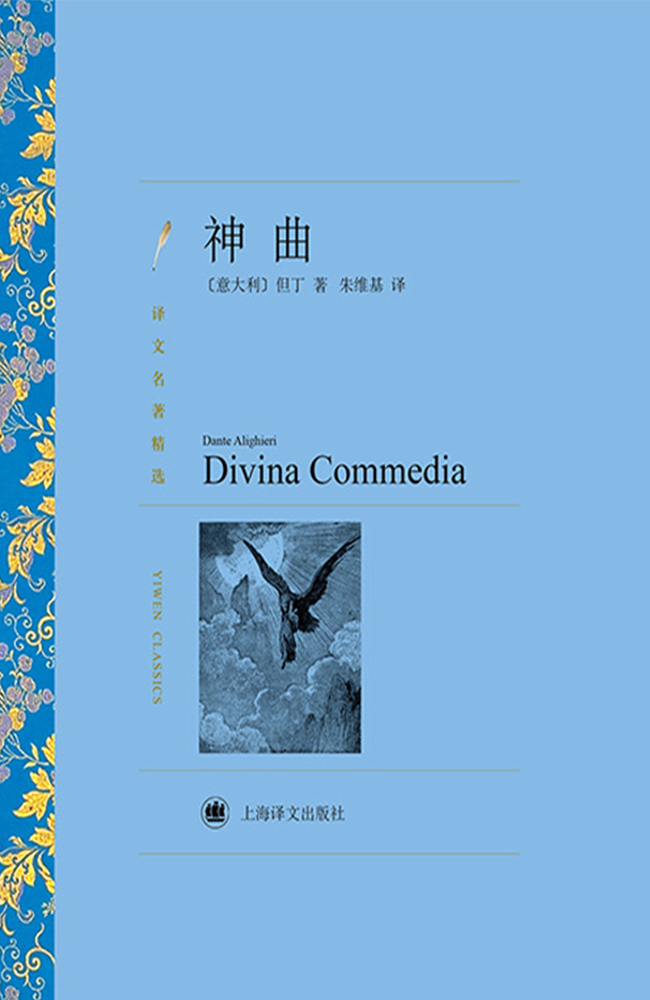 神曲
〔意大利〕但丁 著 朱维基 译
译文名著精选
Dante Alighieri
Divina Commedia
YIWEN CLASSICS
上海译文出版社